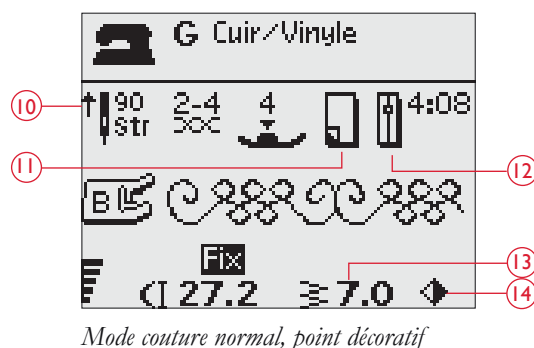 G Cuir/Vinyle
10 ↑ 90 2-4 4 4:08
Str
11 12
B
Fix
13
27.2 7.0 14
Mode couture normal, point décoratif